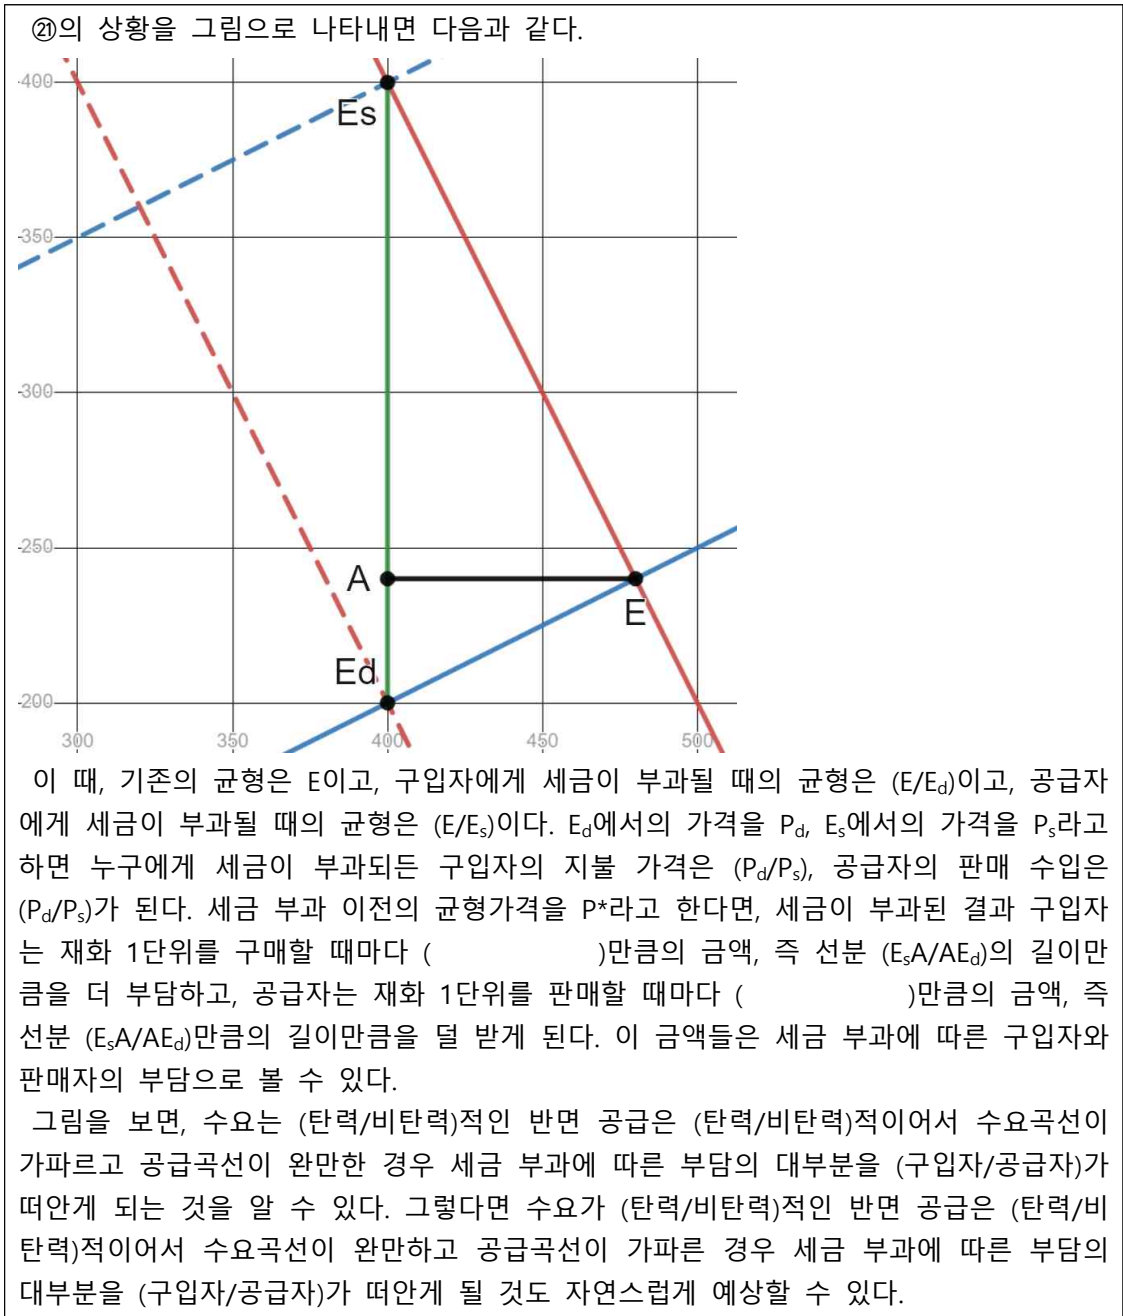 ㉑의 상황을 그림으로 나타내면 다음과 같다.
400
Es
350
300
250
A
E
Ed
200
300 350 400 450 500
이 때, 기존의 균형은 E이고, 구입자에게 세금이 부과될 때의 균형은 (E/Ed)이고, 공급자
에게 세금이 부과될 때의 균형은 (E/Es)이다. Ed에서의 가격을 Pd, Es에서의 가격을 Ps라고
하면 누구에게 세금이 부과되든 구입자의 지불 가격은 (Pd/Ps), 공급자의 판매 수입은
(Pd/Ps)가 된다. 세금 부과 이전의 균형가격을 P*라고 한다면, 세금이 부과된 결과 구입자
는 재화 1단위를 구매할 때마다 ( )만큼의 금액, 즉 선분 (EsA/AEd)의 길이만
큼을 더 부담하고, 공급자는 재화 1단위를 판매할 때마다 ( )만큼의 금액, 즉
선분 (EsA/AEd)만큼의 길이만큼을 덜 받게 된다. 이 금액들은 세금 부과에 따른 구입자와
판매자의 부담으로 볼 수 있다.
그림을 보면, 수요는 (탄력/비탄력)적인 반면 공급은 (탄력/비탄력)적이어서 수요곡선이
가파르고 공급곡선이 완만한 경우 세금 부과에 따른 부담의 대부분을 (구입자/공급자)가
떠안게 되는 것을 알 수 있다. 그렇다면 수요가 (탄력/비탄력)적인 반면 공급은 (탄력/비
탄력)적이어서 수요곡선이 완만하고 공급곡선이 가파른 경우 세금 부과에 따른 부담의
대부분을 (구입자/공급자)가 떠안게 될 것도 자연스럽게 예상할 수 있다.